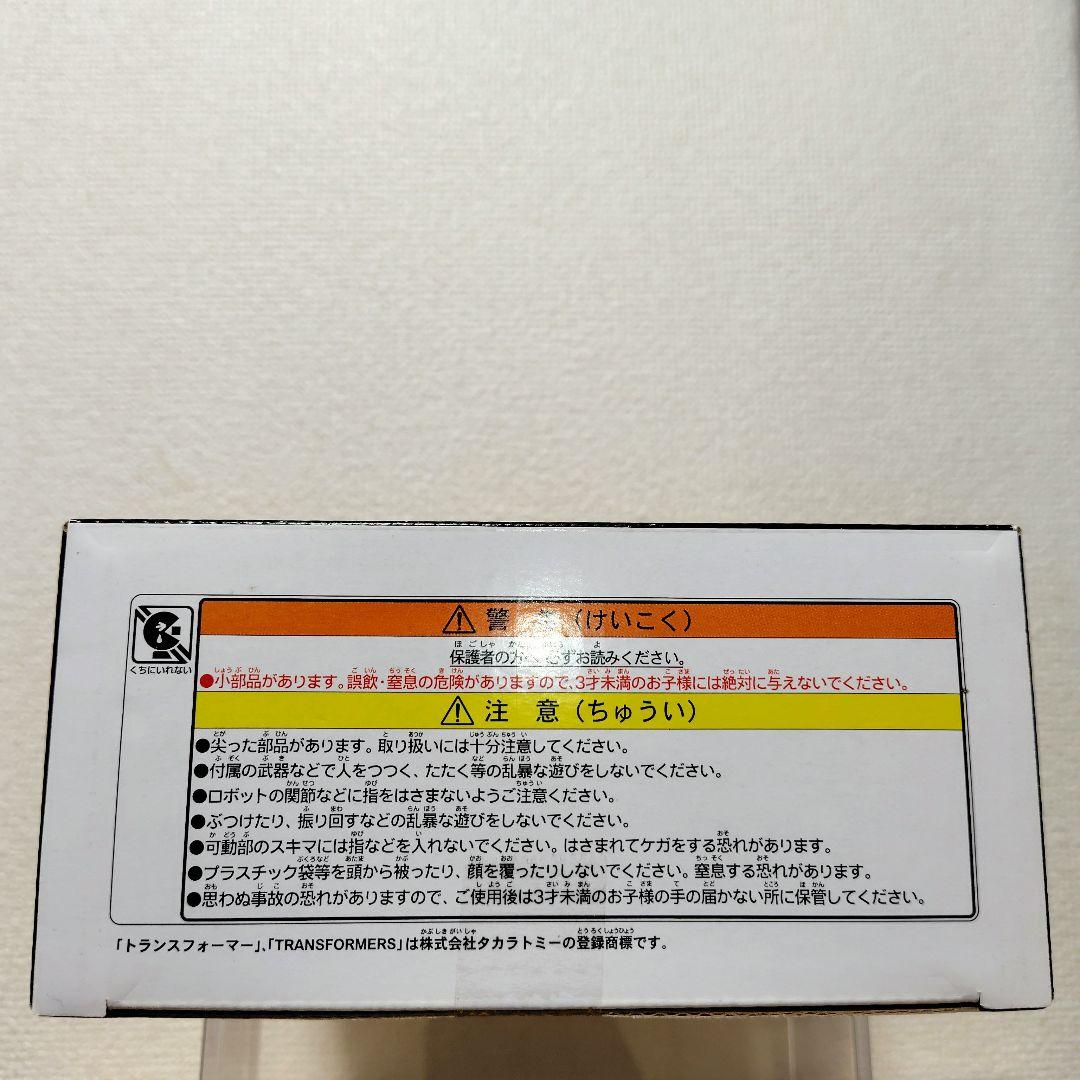 くちにいれない
⚠ 警 告 (けいこく)
保護者の方へ 必ずお読みください。
●小部品があります。誤飲・窒息の危険がありますので、3才未満のお子様には絶対に与えないでください。
⚠ 注 意 (ちゅうい)
●尖った部品があります。取り扱いには十分注意してください。
●付属の武器などで人をつつく、たたく等の乱暴な遊びをしないでください。
●ロボットの関節などに指をはさまないようご注意ください。
●ぶつけたり、振り回すなどの乱暴な遊びをしないでください。
●可動部のスキマには指などを入れないでください。はさまれてケガをする恐れがあります。
●プラスチック袋等を頭から被ったり、顔を覆ったりしないでください。窒息する恐れがあります。
●思わぬ事故の恐れがありますので、ご使用後は3才未満のお子様の手の届かない所に保管してください。
「トランスフォーマー」、「TRANSFORMERS」は株式会社タカラトミーの登録商標です。